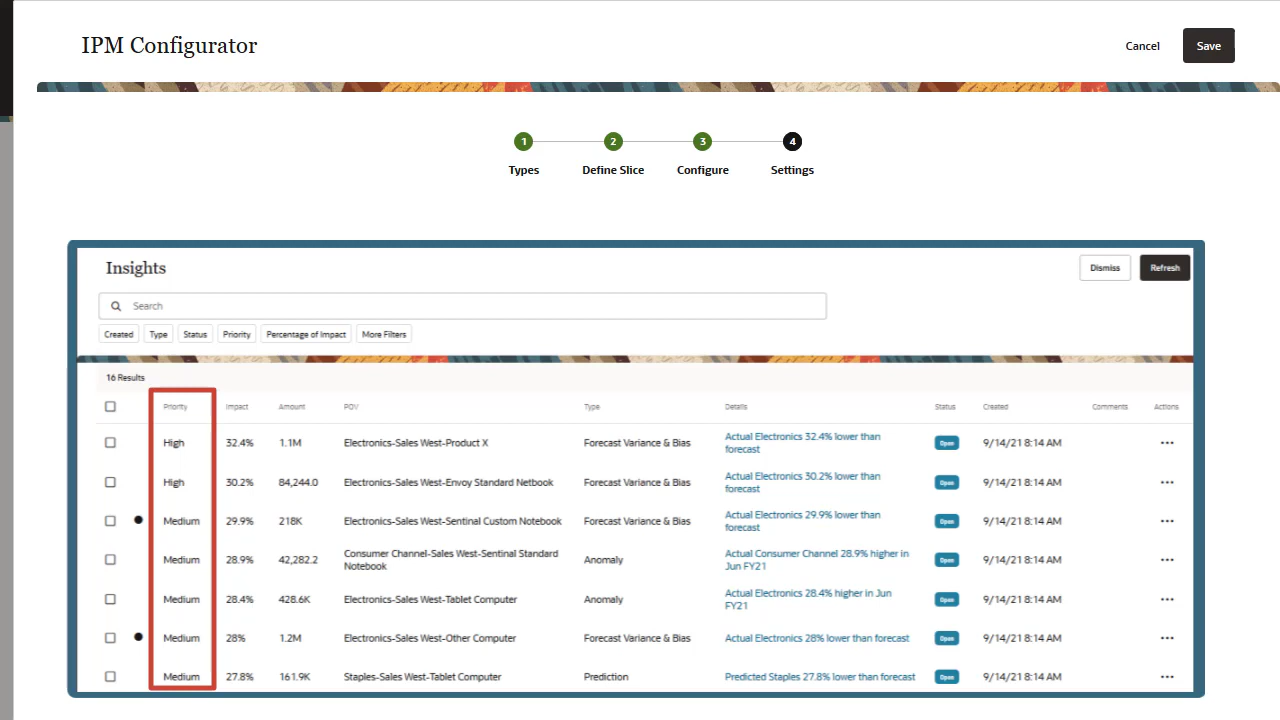 IPM Configurator
Cancel
Save
1 2 3 4
Types Define Slice Configure Settings
Insights
Dismiss Refresh
Search
Created Type Status Priority Percentage of Impact More Filters
16 Results
Priority Impact Amount POV Type Details Status Created Comments Actions
High 32.4% 1.1M Electronics-Sales West-Product X Forecast Variance & Bias Actual Electronics 32.4% lower than Open 9/14/21 8:14 AM
forecast
High 30.2% 84,244.0 Electronics-Sales West-Envoy Standard Netbook Forecast Variance & Bias Actual Electronics 30.2% lower than Open 9/14/21 8:14 AM
forecast
Medium 29.9% 218K Electronics-Sales West-Sentinal Custom Notebook Forecast Variance & Bias Actual Electronics 29.9% lower than Open 9/14/21 8:14 AM
forecast
Medium 28.9% 42,282.2 Consumer Channel-Sales West-Sentinal Standard Anomaly Actual Consumer Channel 28.9% higher in Open 9/14/21 8:14 AM
Notebook Jun FY21
Medium 28.4% 428.6K Electronics-Sales West-Tablet Computer Anomaly Actual Electronics 28.4% higher in Jun Open 9/14/21 8:14 AM
FY21
Medium 28% 1.2M Electronics-Sales West-Other Computer Forecast Variance & Bias Actual Electronics 28% lower than forecast Open 9/14/21 8:14 AM
Medium 27.8% 161.9K Staples-Sales West-Tablet Computer Prediction Predicted Staples 27.8% lower than forecast Open 9/14/21 8:14 AM